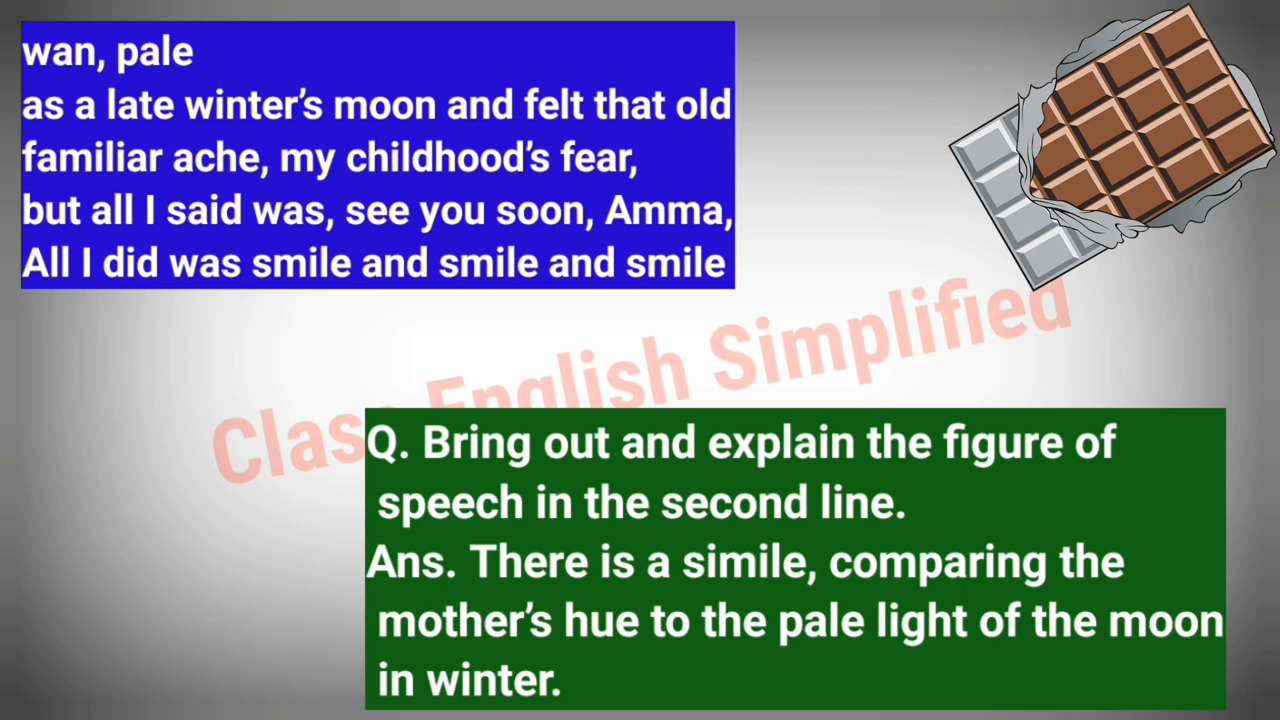 wan, pale
as a late winter’s moon and felt that old
familiar ache, my childhood’s fear,
but all I said was, see you soon, Amma,
All I did was smile and smile and smile
Class English Simplified
Q. Bring out and explain the figure of
speech in the second line.
Ans. There is a simile, comparing the
mother’s hue to the pale light of the moon
in winter.